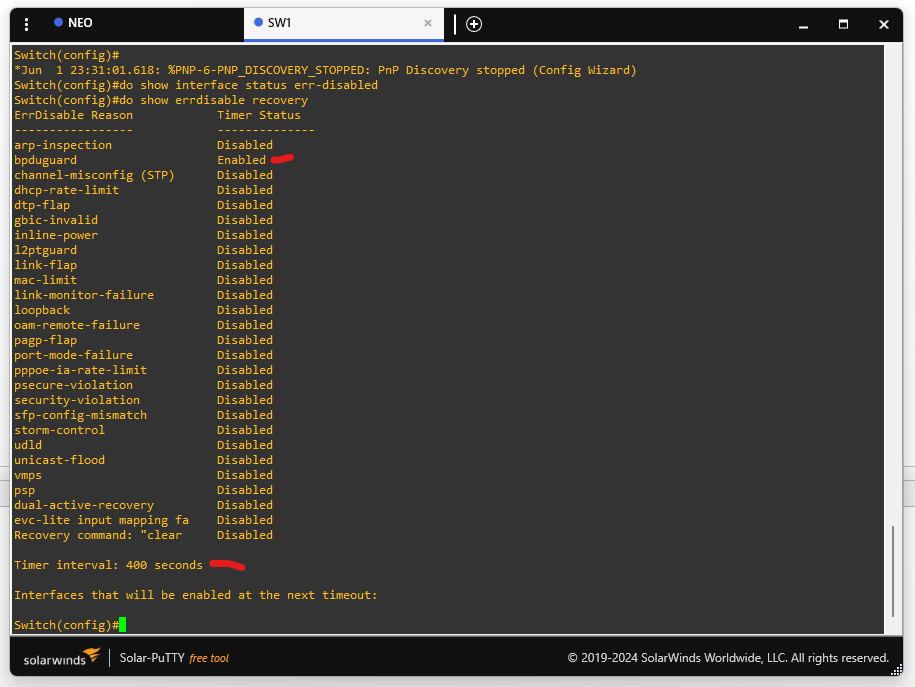 NEO
SW1
Switch(config)#
*Jun  1 23:31:01.618: %PNP-6-PNP_DISCOVERY_STOPPED: PnP Discovery stopped (Config Wizard)
Switch(config)#do show interface status err-disabled
Switch(config)#do show errdisable recovery
ErrDisable Reason            Timer Status
-----------------            --------------
arp-inspection               Disabled
bpduguard                    Enabled
channel-misconfig (STP)      Disabled
dhcp-rate-limit              Disabled
dtp-flap                     Disabled
gbic-invalid                 Disabled
inline-power                 Disabled
l2ptguard                    Disabled
link-flap                    Disabled
mac-limit                    Disabled
link-monitor-failure         Disabled
loopback                     Disabled
oam-remote-failure           Disabled
pagp-flap                    Disabled
port-mode-failure            Disabled
pppoe-ia-rate-limit          Disabled
psecure-violation            Disabled
security-violation           Disabled
sfp-config-mismatch          Disabled
storm-control                Disabled
udld                         Disabled
unicast-flood                Disabled
vmps                         Disabled
psp                          Disabled
dual-active-recovery         Disabled
evc-lite input mapping fa    Disabled
Recovery command: "clear     Disabled
Timer interval: 400 seconds
Interfaces that will be enabled at the next timeout:
Switch(config)#
solarwinds Solar-PuTTY free tool © 2019-2024 SolarWinds Worldwide, LLC. All rights reserved.